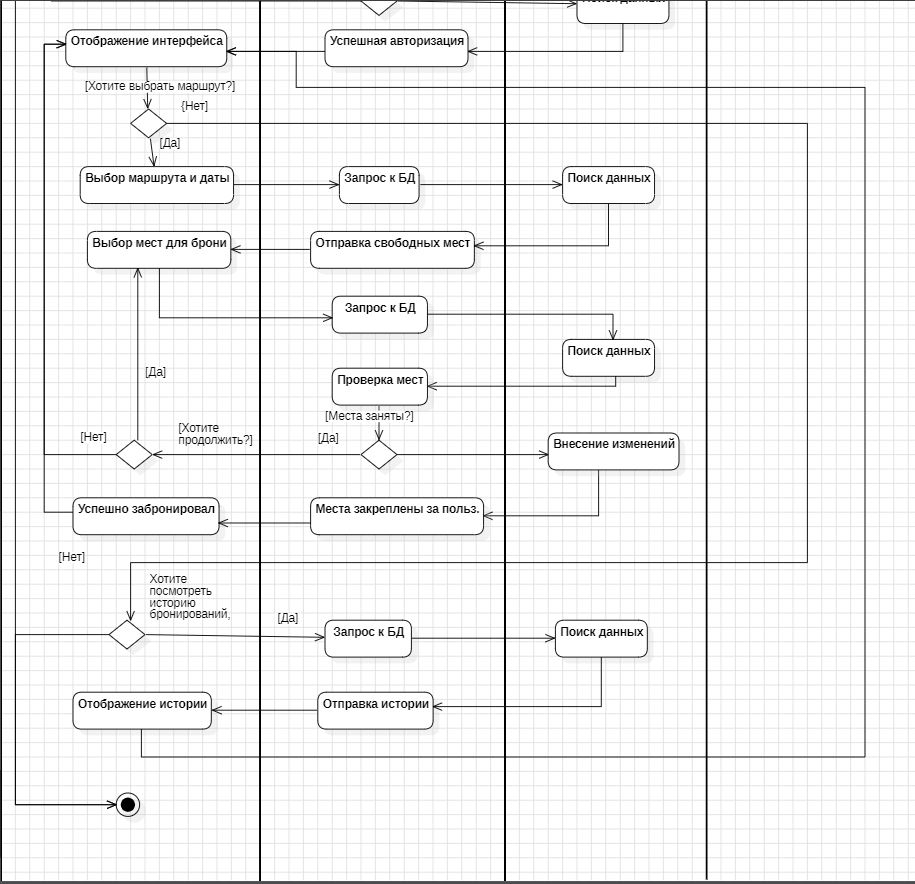 Поиск данных
Отображение интерфейса
Успешная авторизация
[Хотите выбрать маршрут?]
{Нет]
[Да]
Выбор маршрута и даты
Запрос к БД
Поиск данных
Выбор мест для брони
Отправка свободных мест
Запрос к БД
Поиск данных
[Да]
Проверка мест
[Места заняты?]
[Нет]
[Хотите
продолжить?]
[Да]
Внесение изменений
Успешно забронировал
Места закреплены за польз.
[Нет]
Хотите
посмотреть
историю
бронирований,
[Да]
Запрос к БД
Поиск данных
Отображение истории
Отправка истории